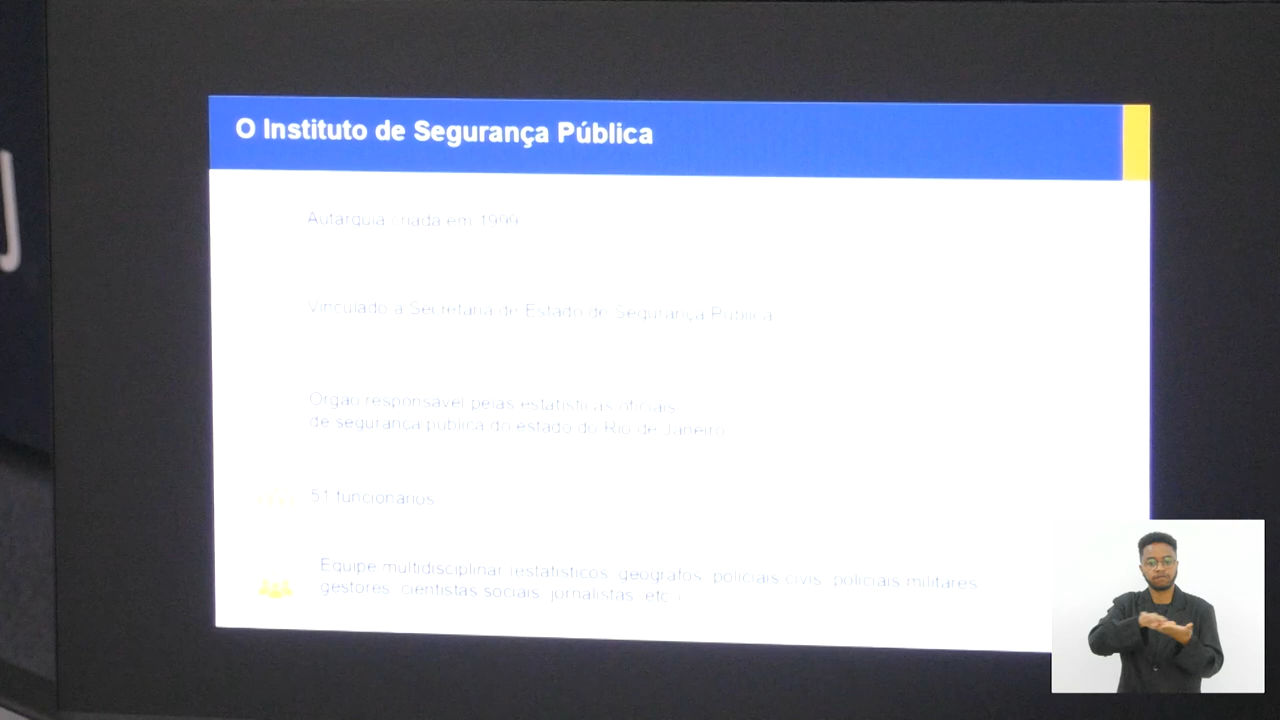 O Instituto de Segurança Pública
Autarquia criada em 1999
Vinculado a Secretaria de Estado de Segurança Pública
Órgão responsável pelas estatísticas oficiais
de segurança pública do estado do Rio de Janeiro
51 funcionários
Equipe multidisciplinar (estatísticos, geógrafos, policiais civis, policiais militares,
gestores, cientistas sociais, jornalistas, etc.)